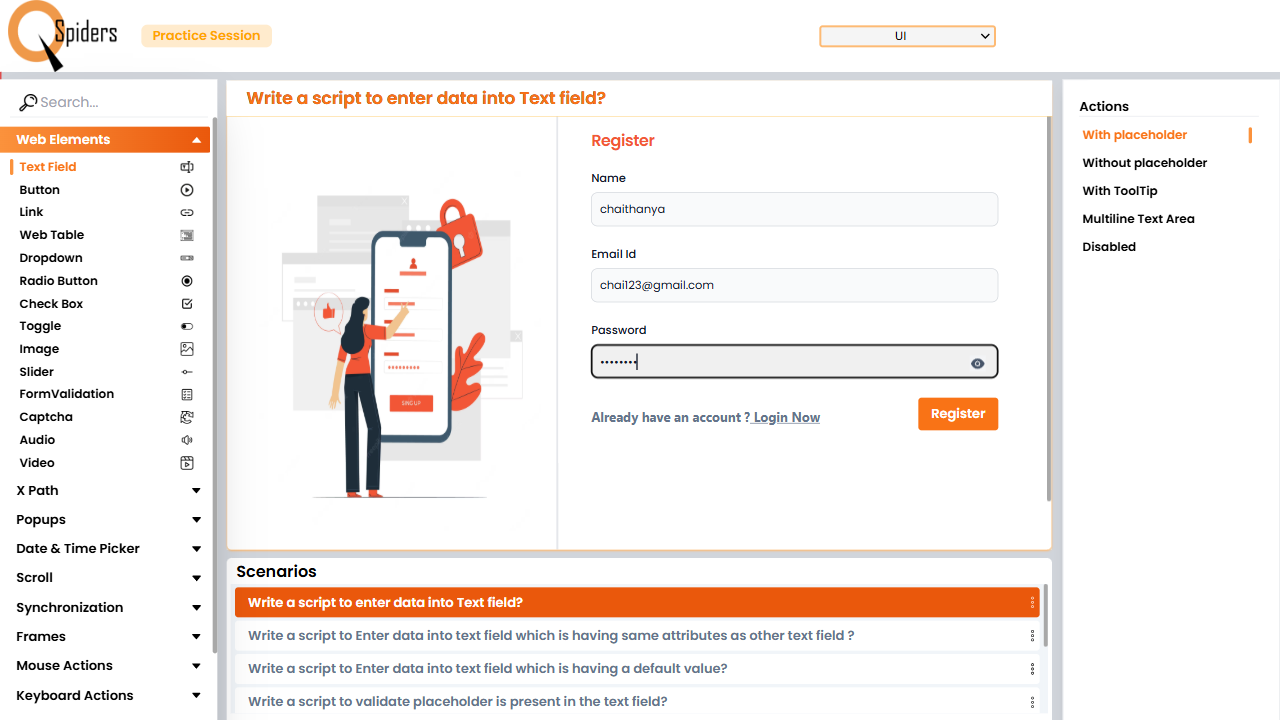 Spiders
Practice Session
UI
Search...
Web Elements
Text Field
Button
Link
Web Table
Dropdown
Radio Button
Check Box
Toggle
Image
Slider
FormValidation
Captcha
Audio
Video
X Path
Popups
Date & Time Picker
Scroll
Synchronization
Frames
Mouse Actions
Keyboard Actions
Write a script to enter data into Text field?
SING UP
Register
Name
chaithanya
Email Id
chai123@gmail.com
Password
••••••••
Already have an account ? Login Now
Register
Scenarios
Write a script to enter data into Text field?
Write a script to Enter data into text field which is having same attributes as other text field ?
Write a script to Enter data into text field which is having a default value?
Write a script to validate placeholder is present in the text field?
Actions
With placeholder
Without placeholder
With ToolTip
Multiline Text Area
Disabled